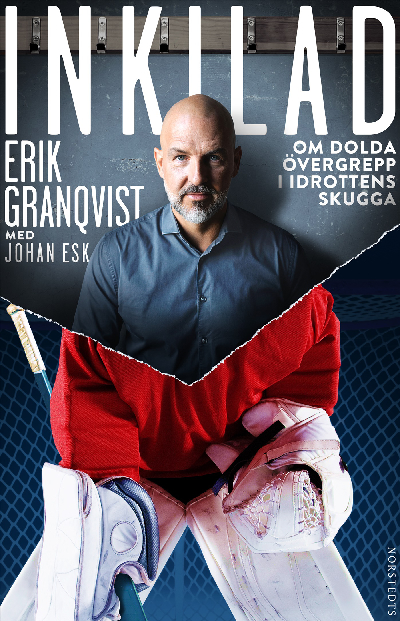 INKILAD
ERIK
GRANQVIST
MED
JOHAN ESK
OM DOLDA
ÖVERGREPP
I IDROTTENS
SKUGGA
NORSTEDTS